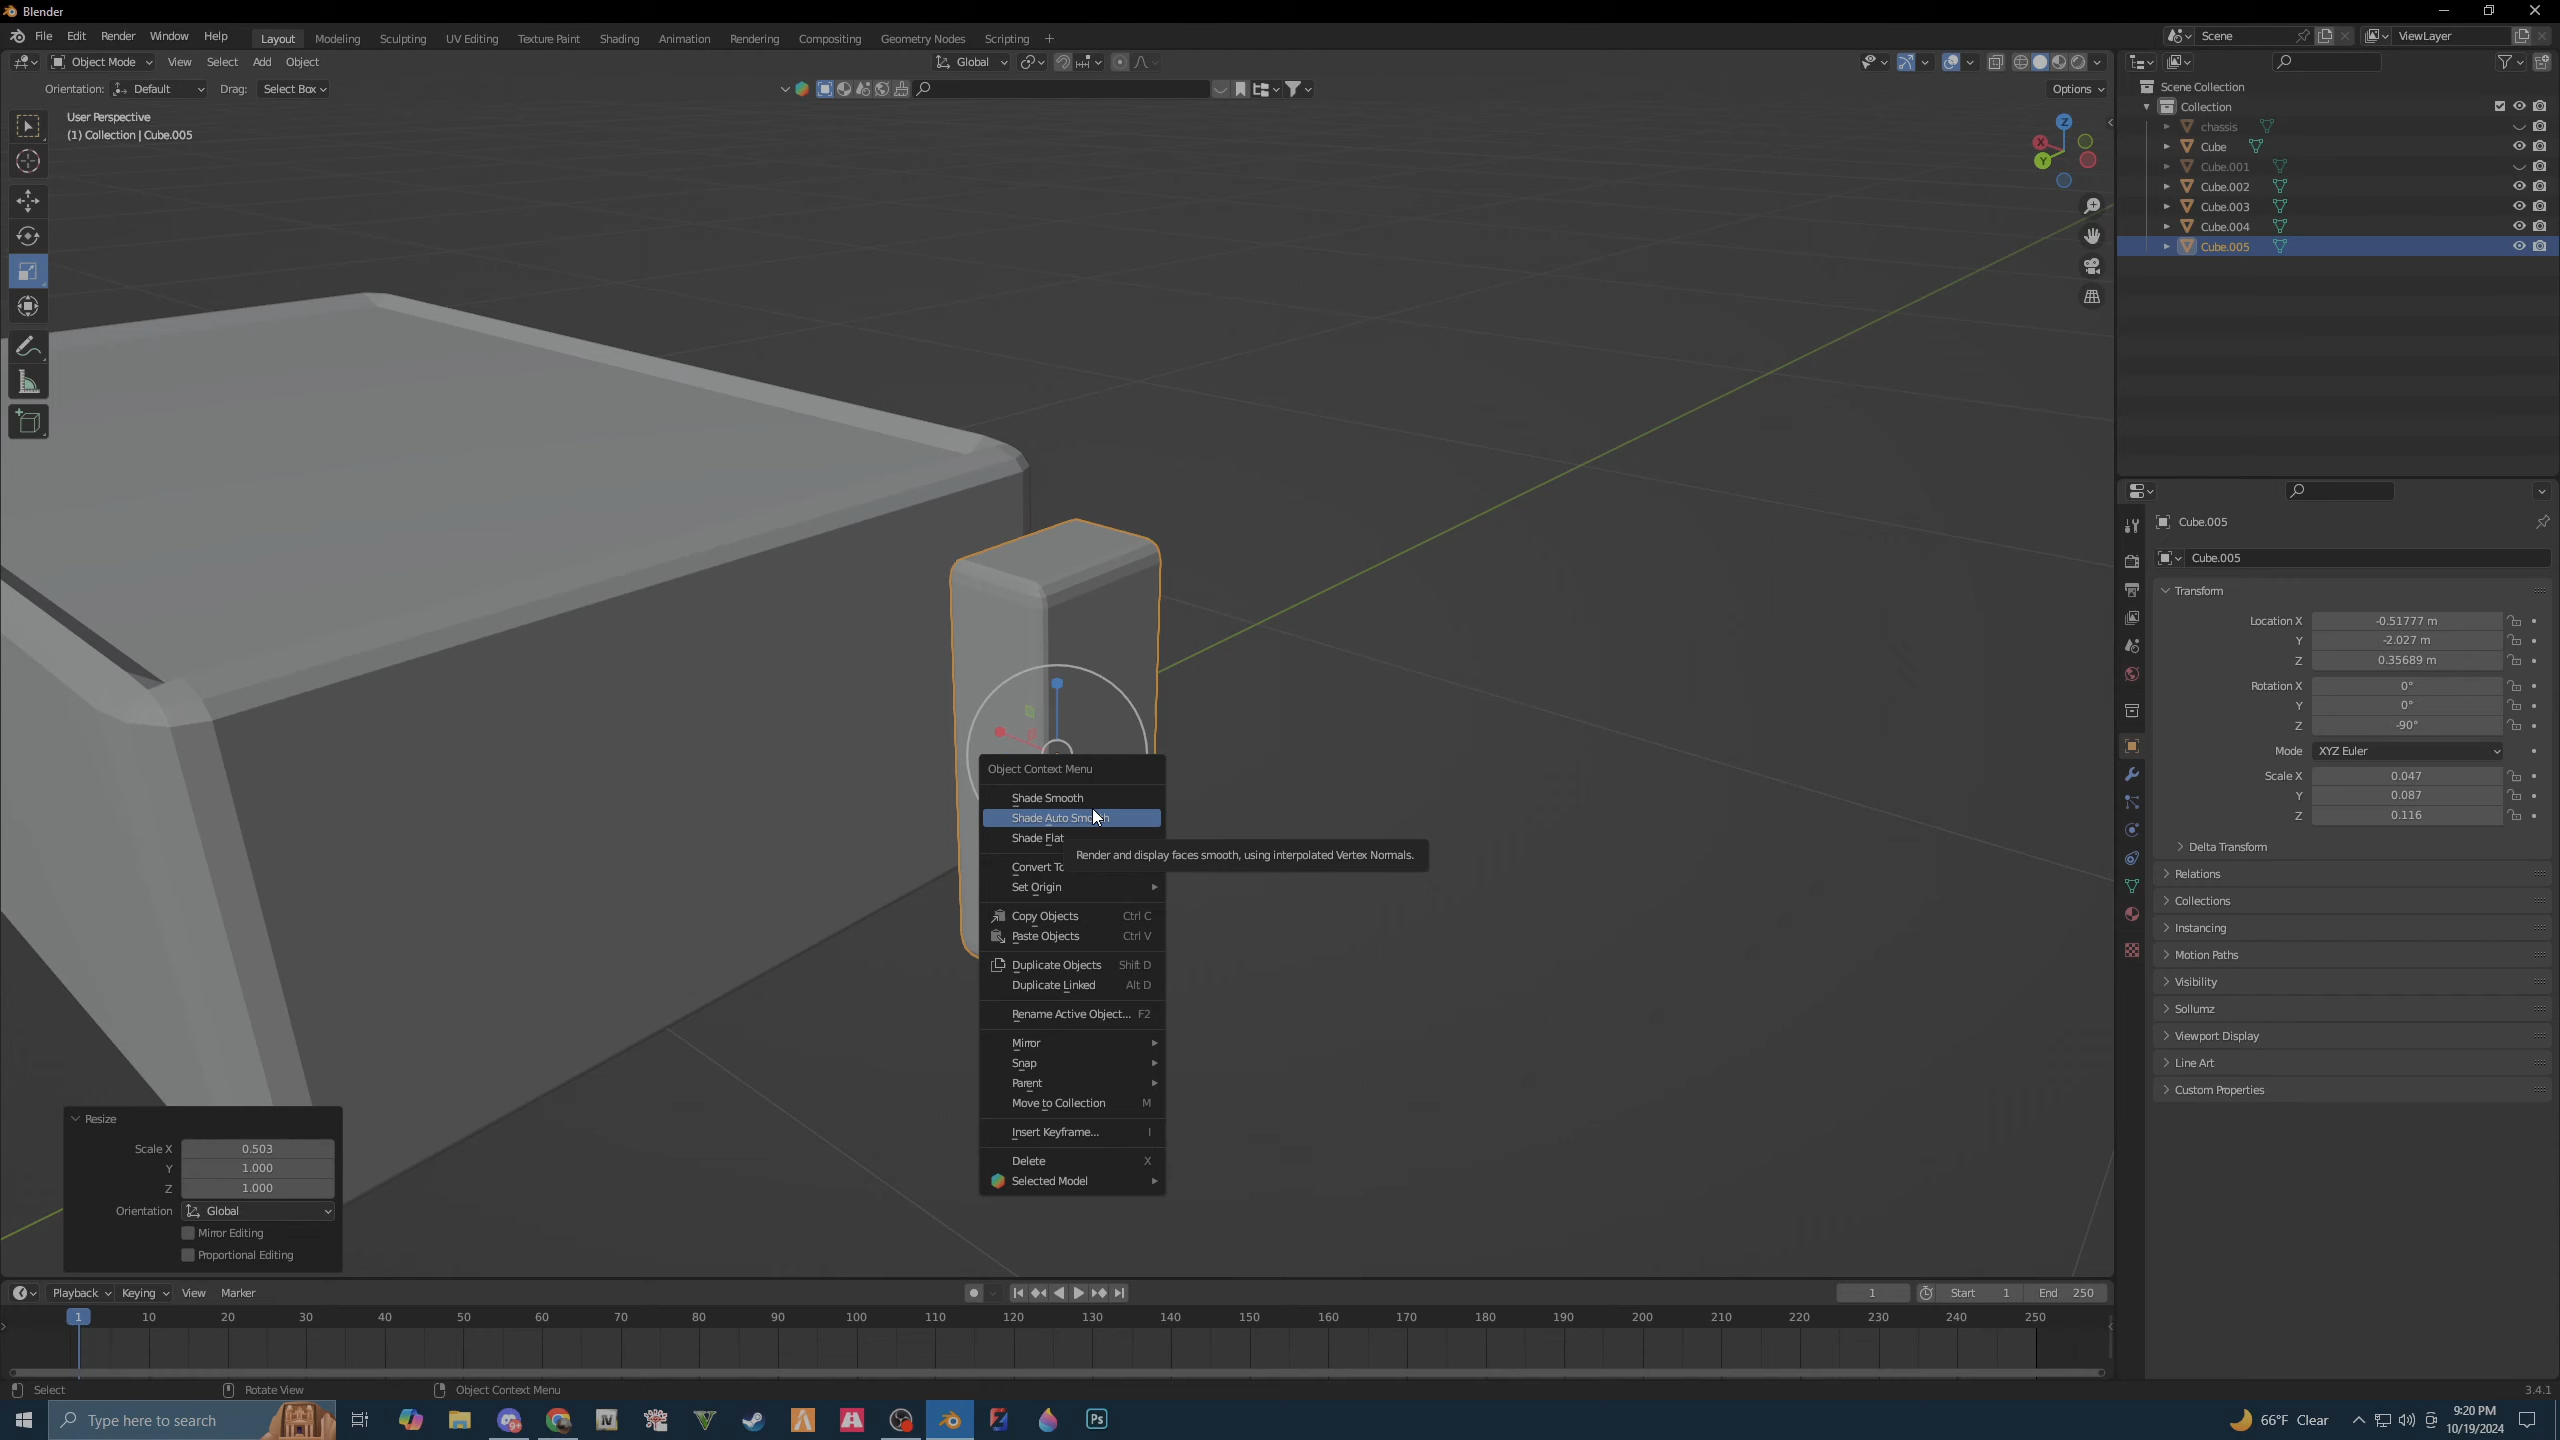 Blender
File Edit Render Window Help Layout Modeling Sculpting UV Editing Texture Paint Shading Animation Rendering Compositing Geometry Nodes Scripting + Scene ViewLayer
Object Mode View Select Add Object Global
Orientation: Default Drag: Select Box Options
User Perspective
(1) Collection | Cube.005
Z
X
Y
Scene Collection
Collection
chassis
Cube
Cube.001
Cube.002
Cube.003
Cube.004
Cube.005
Cube.005
Cube.005
Transform
Location X -0.51777 m
Y -2.027 m
Z 0.35689 m
Rotation X 0°
Y 0°
Z -90°
Mode XYZ Euler
Scale X 0.047
Y 0.087
Z 0.116
Delta Transform
Relations
Collections
Instancing
Motion Paths
Visibility
Sollumz
Viewport Display
Line Art
Custom Properties
Object Context Menu
Shade Smooth
Shade Auto Smooth
Shade Flat
Render and display faces smooth, using interpolated Vertex Normals.
Convert To
Set Origin
Copy Objects Ctrl C
Paste Objects Ctrl V
Duplicate Objects Shift D
Duplicate Linked Alt D
Rename Active Object... F2
Mirror
Snap
Parent
Move to Collection M
Insert Keyframe... I
Delete X
Selected Model
Resize
Scale X 0.503
Y 1.000
Z 1.000
Orientation Global
Mirror Editing
Proportional Editing
Playback Keying View Marker 1 Start 1 End 250
1 10 20 30 40 50 60 70 80 90 100 110 120 130 140 150 160 170 180 190 200 210 220 230 240 250
Select Rotate View Object Context Menu 3.4.1
Type here to search Ps 66°F Clear 9:20 PM
10/19/2024